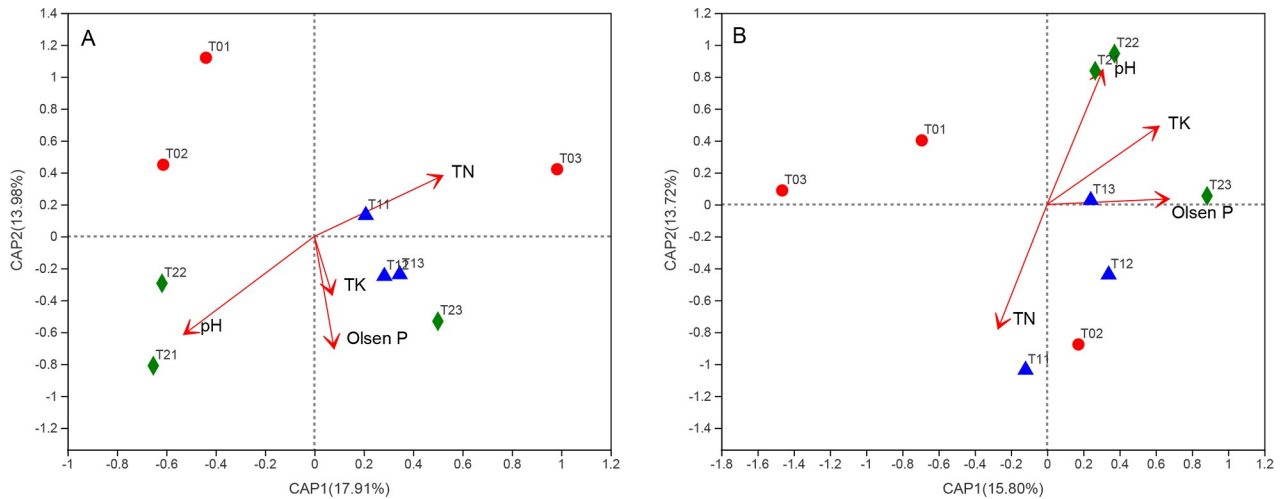 A
1.4
1.2
1
0.8
0.6
0.4
0.2
0
-0.2
-0.4
-0.6
-0.8
-1
-1.2
CAP2(13.98%)
T01
T02
T03
TN
T11
T12
T13
TK
T22
T23
pH
Olsen P
T21
-1
-0.8
-0.6
-0.4
-0.2
0
0.2
0.4
0.6
0.8
1
1.2
CAP1(17.91%)
B
1.2
1
0.8
0.6
0.4
0.2
0
-0.2
-0.4
-0.6
-0.8
-1
-1.2
-1.4
CAP2(13.72%)
T22
T2
pH
TK
T01
T03
T13
T23
Olsen P
T12
TN
T02
T11
-1.8
-1.6
-1.4
-1.2
-1
-0.8
-0.6
-0.4
-0.2
0
0.2
0.4
0.6
0.8
1
1.2
CAP1(15.80%)